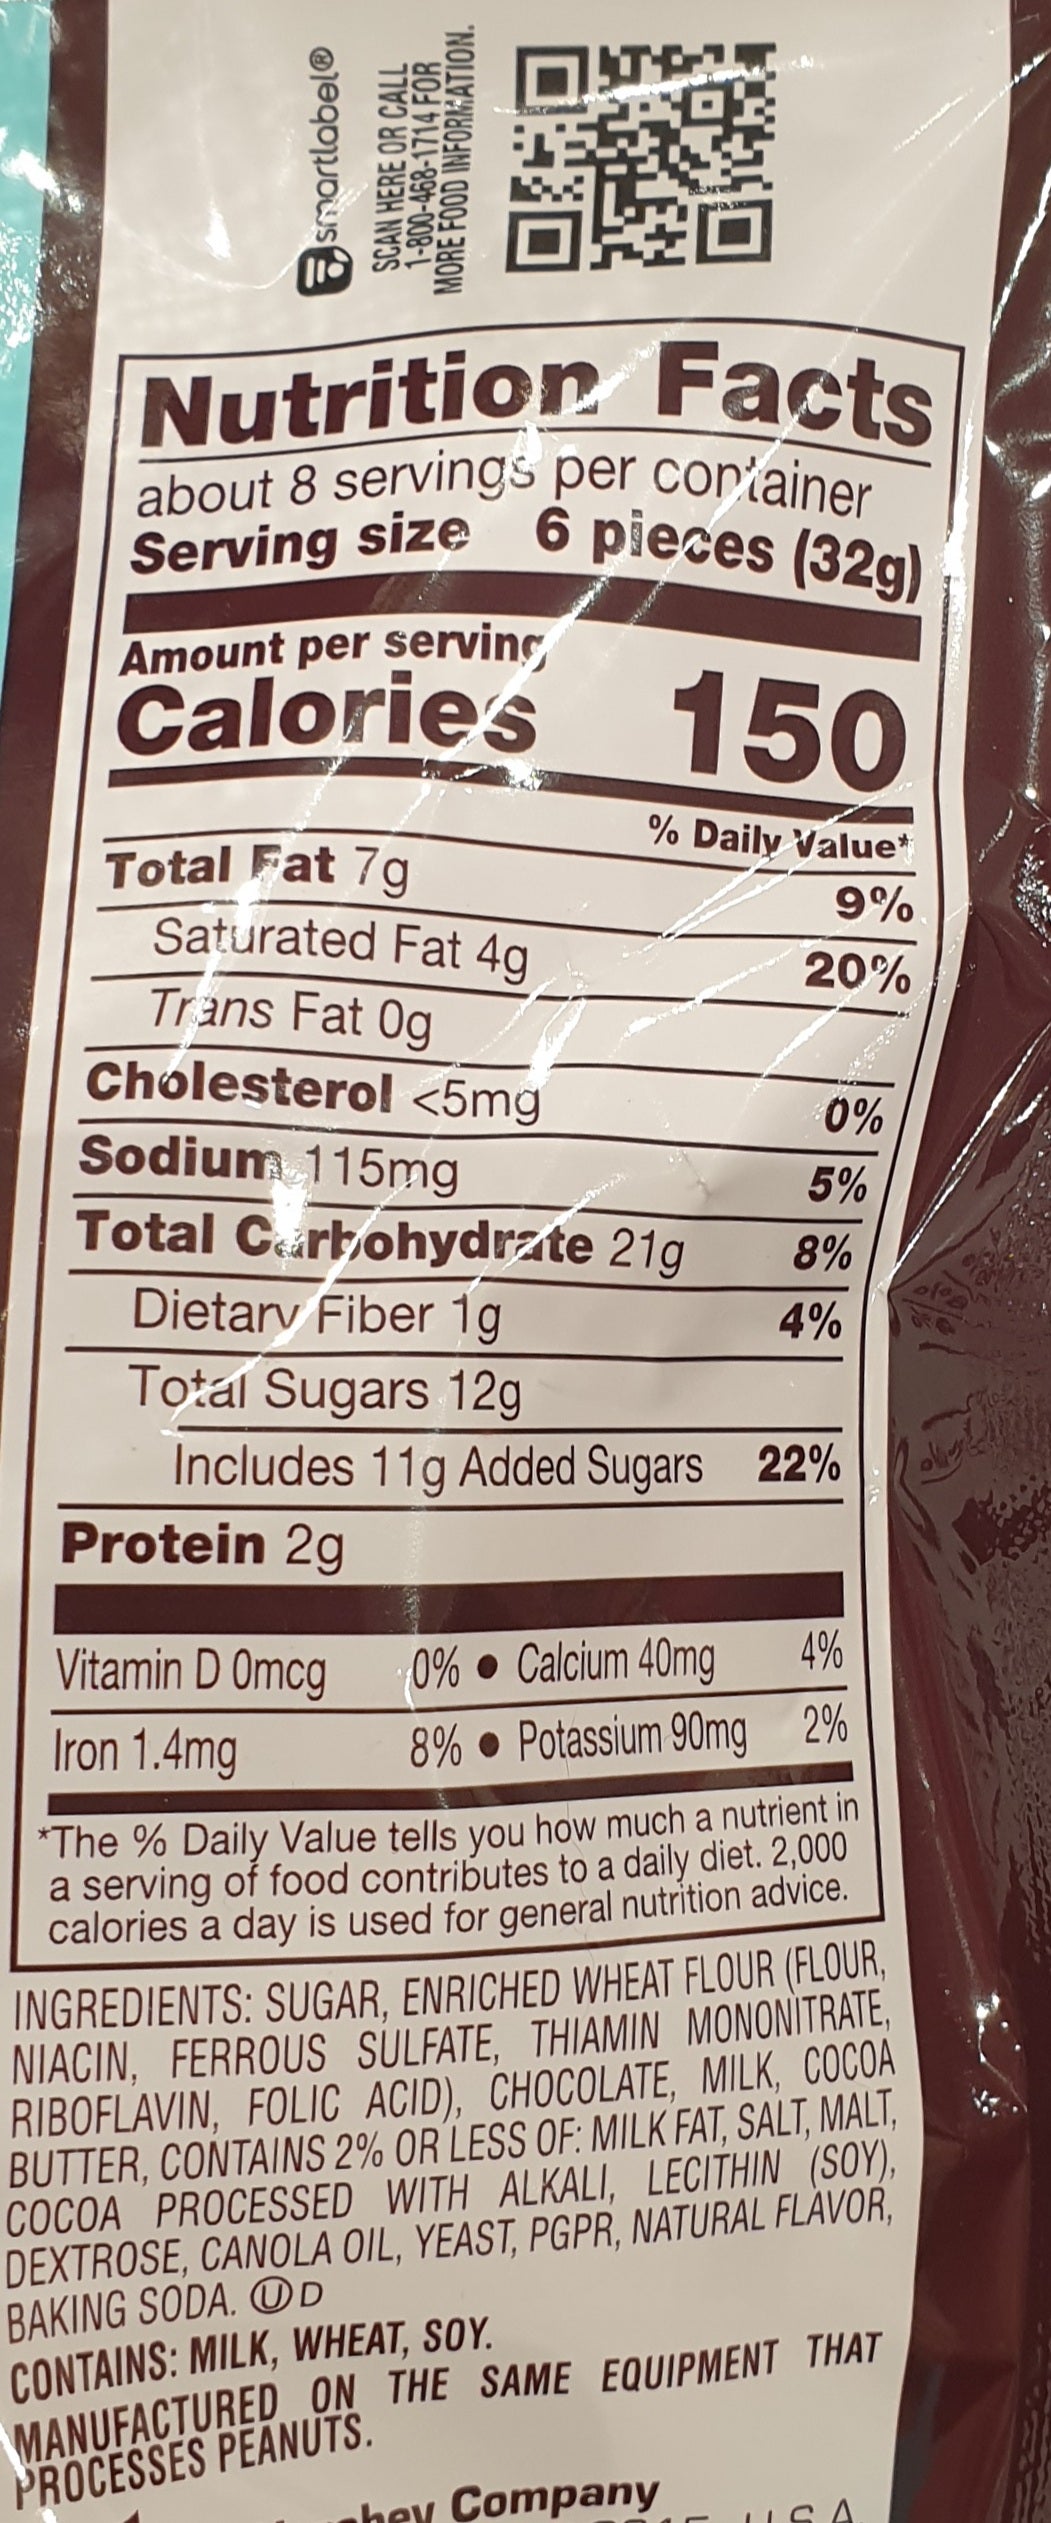 smartlabel®
SCAN HERE OR CALL
1-800-468-1714 FOR
MORE FOOD INFORMATION.
Nutrition Facts
about 8 servings per container
Serving size 6 pieces (32g)
Amount per serving
Calories 150
% Daily Value*
Total Fat 7g 9%
Saturated Fat 4g 20%
Trans Fat 0g
Cholesterol <5mg 0%
Sodium 115mg 5%
Total Carbohydrate 21g 8%
Dietary Fiber 1g 4%
Total Sugars 12g
Includes 11g Added Sugars 22%
Protein 2g
Vitamin D 0mcg 0% • Calcium 40mg 4%
Iron 1.4mg 8% • Potassium 90mg 2%
*The % Daily Value tells you how much a nutrient in
a serving of food contributes to a daily diet. 2,000
calories a day is used for general nutrition advice.
INGREDIENTS: SUGAR, ENRICHED WHEAT FLOUR (FLOUR,
NIACIN, FERROUS SULFATE, THIAMIN MONONITRATE,
RIBOFLAVIN, FOLIC ACID), CHOCOLATE, MILK, COCOA
BUTTER, CONTAINS 2% OR LESS OF: MILK FAT, SALT, MALT,
COCOA PROCESSED WITH ALKALI, LECITHIN (SOY),
DEXTROSE, CANOLA OIL, YEAST, PGPR, NATURAL FLAVOR,
BAKING SODA. Ⓤ D
CONTAINS: MILK, WHEAT, SOY.
MANUFACTURED ON THE SAME EQUIPMENT THAT
PROCESSES PEANUTS.
Company